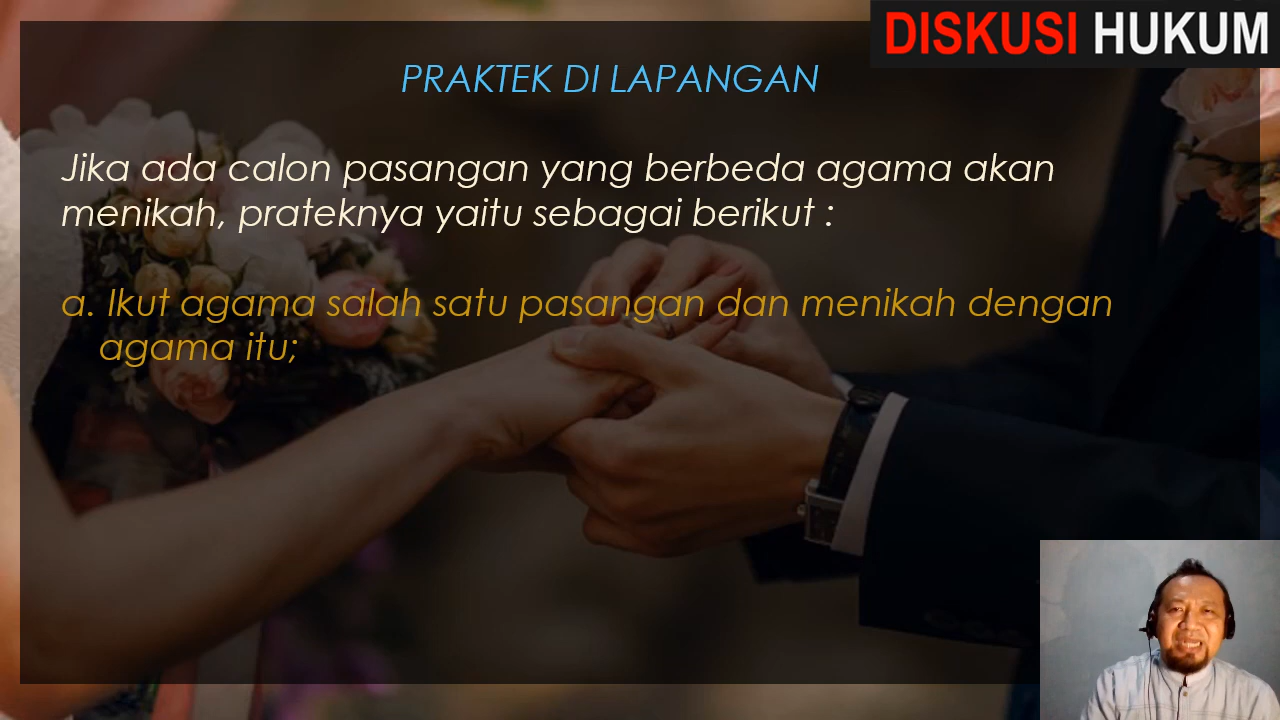 DISKUSI HUKUM
PRAKTEK DI LAPANGAN
Jika ada calon pasangan yang berbeda agama akan
menikah, prateknya yaitu sebagai berikut :
a. Ikut agama salah satu pasangan dan menikah dengan
agama itu;